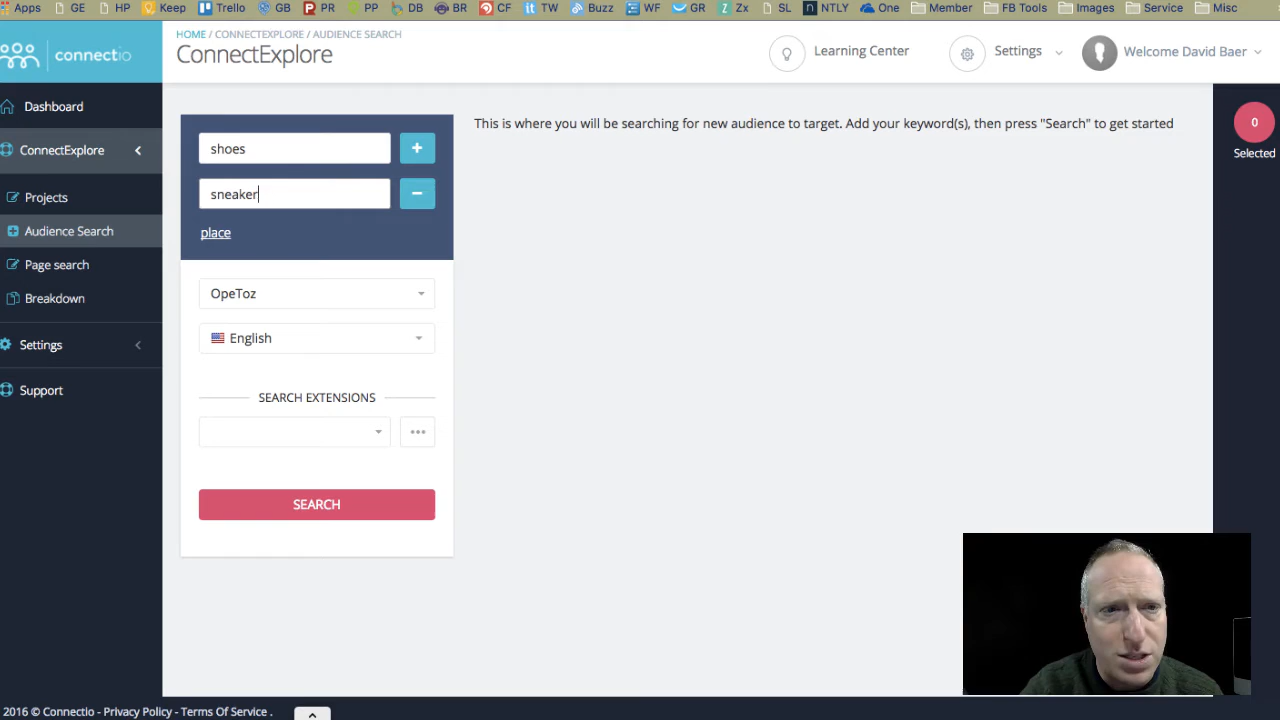 Apps GE HP Keep Trello GB PR PP DB BR CF TW Buzz WF GR Zx SL NTLY One Member FB Tools Images Service Misc
connectio
HOME / CONNECTEXPLORE / AUDIENCE SEARCH
ConnectExplore
Learning Center
Settings
Welcome David Baer
Dashboard
ConnectExplore
Projects
Audience Search
Page search
Breakdown
Settings
Support
shoes
sneaker
place
OpeToz
English
SEARCH EXTENSIONS
SEARCH
This is where you will be searching for new audience to target. Add your keyword(s), then press "Search" to get started
0
Selected
2016 © Connectio - Privacy Policy - Terms Of Service .